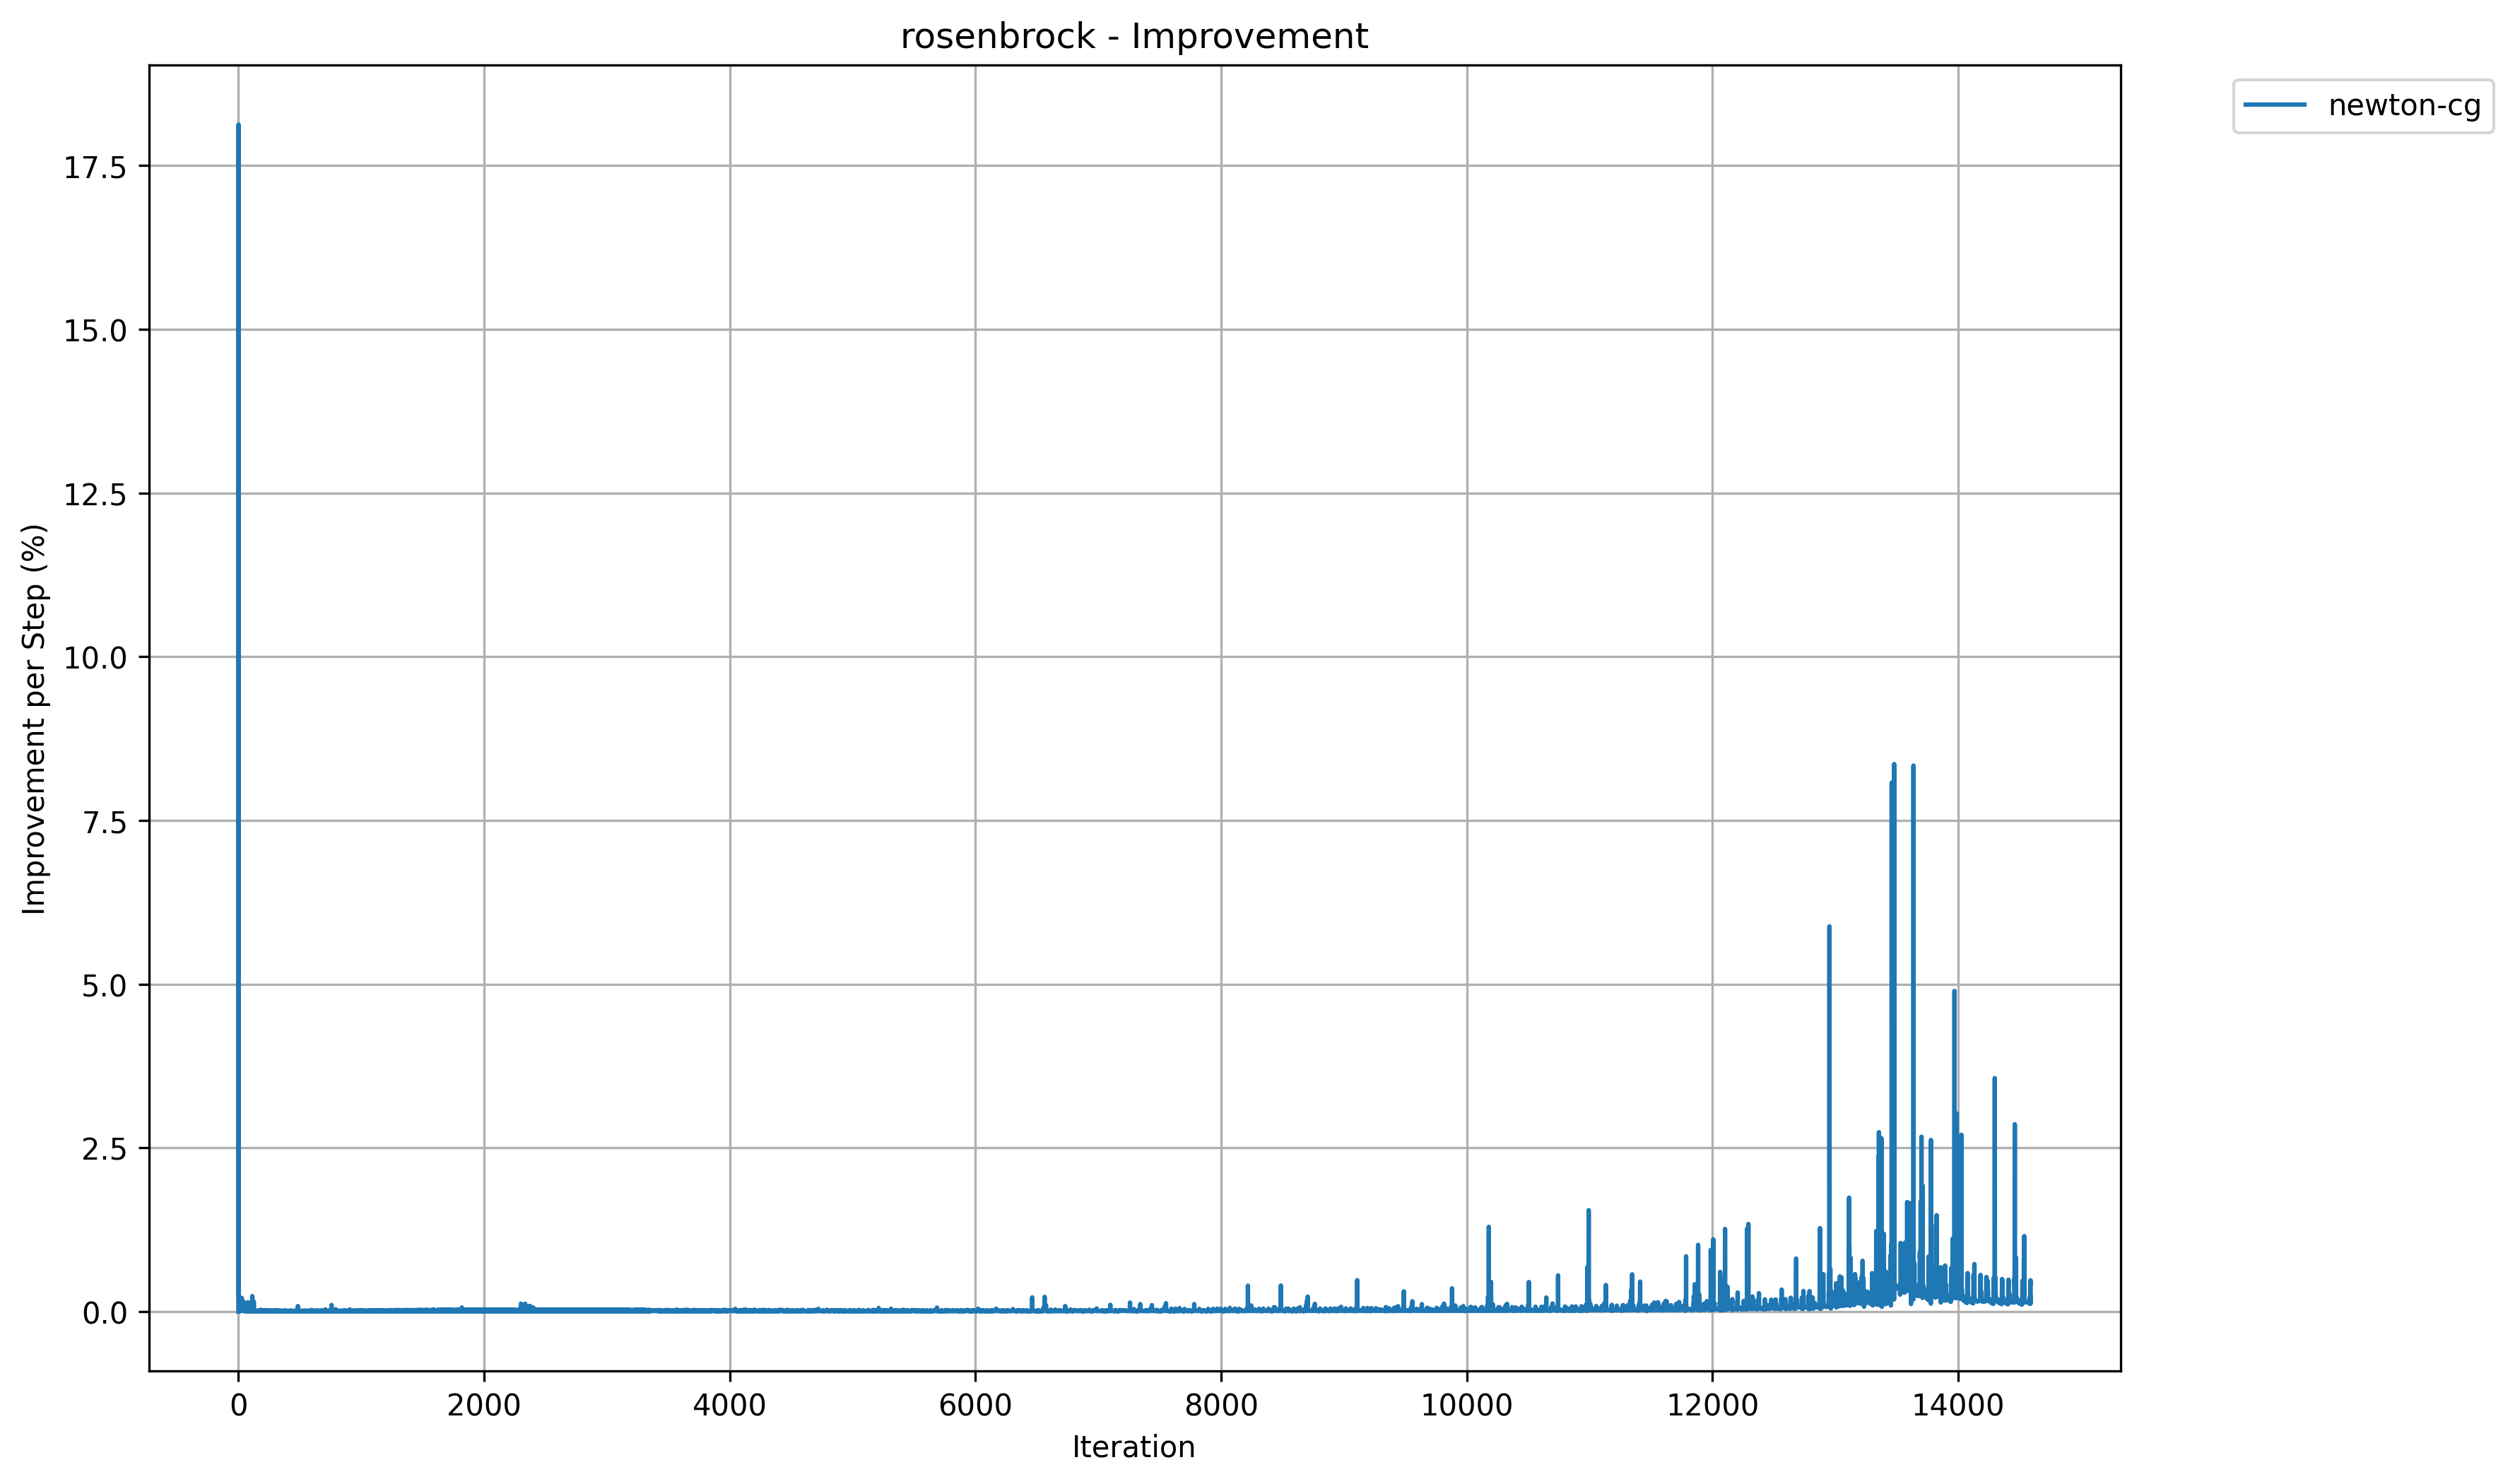 rosenbrock - Improvement
newton-cg
Improvement per Step (%)
17.5
15.0
12.5
10.0
7.5
5.0
2.5
0.0
0 2000 4000 6000 8000 10000 12000 14000
Iteration